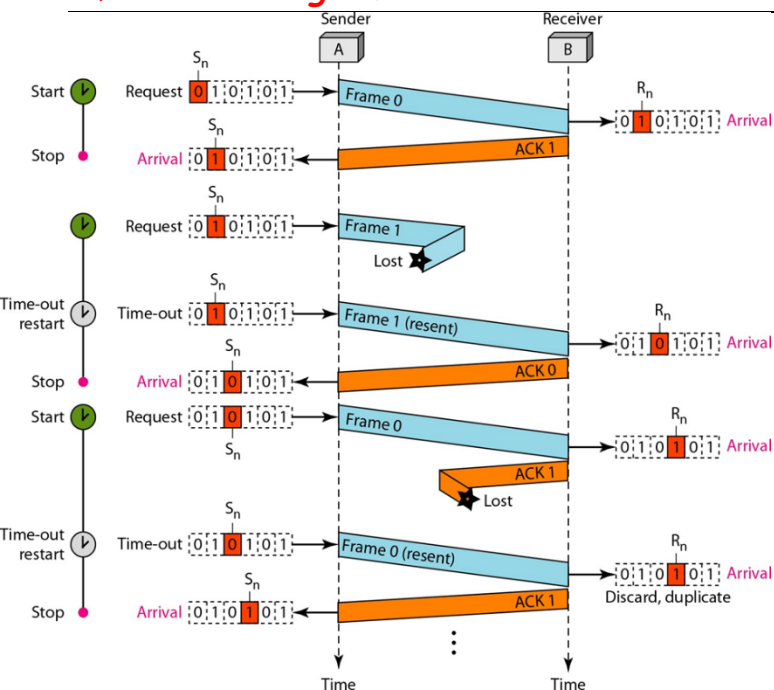 Sender Receiver
A B
Sn
Start Request 0 1 0 1 0 1 Frame 0
Rn
0 1 0 1 0 1 Arrival
Sn
Stop Arrival 0 1 0 1 0 1 ACK 1
Sn
Request 0 1 0 1 0 1 Frame 1
Lost
Sn
Time-out
restart
Time-out 0 1 0 1 0 1 Frame 1 (resent)
Rn
0 1 0 1 0 1 Arrival
Sn
Stop Arrival 0 1 0 1 0 1 ACK 0
Start Request 0 1 0 1 0 1 Frame 0
Sn
Rn
0 1 0 1 0 1 Arrival
ACK 1
Lost
Sn
Time-out
restart
Time-out 0 1 0 1 0 1 Frame 0 (resent)
Rn
0 1 0 1 0 1 Arrival
Discard, duplicate
Sn
Stop Arrival 0 1 0 1 0 1 ACK 1
Time Time